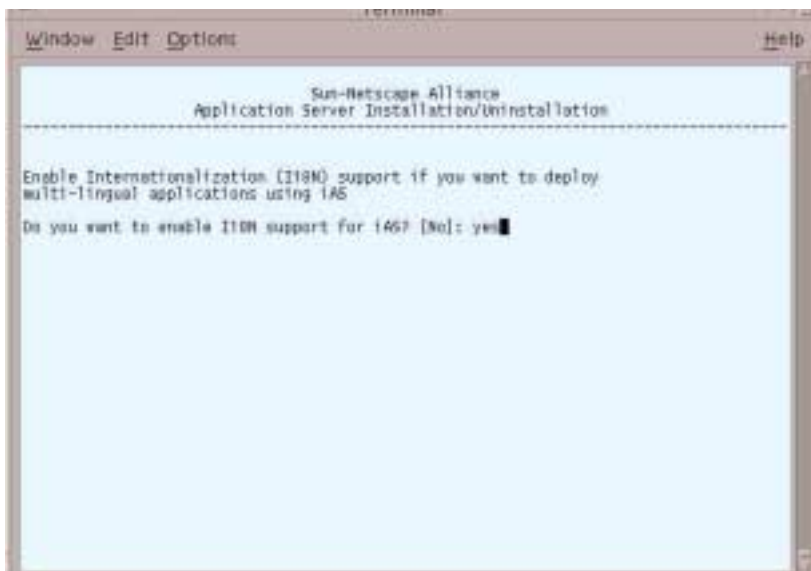 Terminal
Window Edit Options Help
Sun-Netscape Alliance
Application Server Installation/Uninstallation
Enable Internationalization (I18N) support if you want to deploy
multi-lingual applications using iAS
Do you want to enable I18N support for iAS? [No]: yes